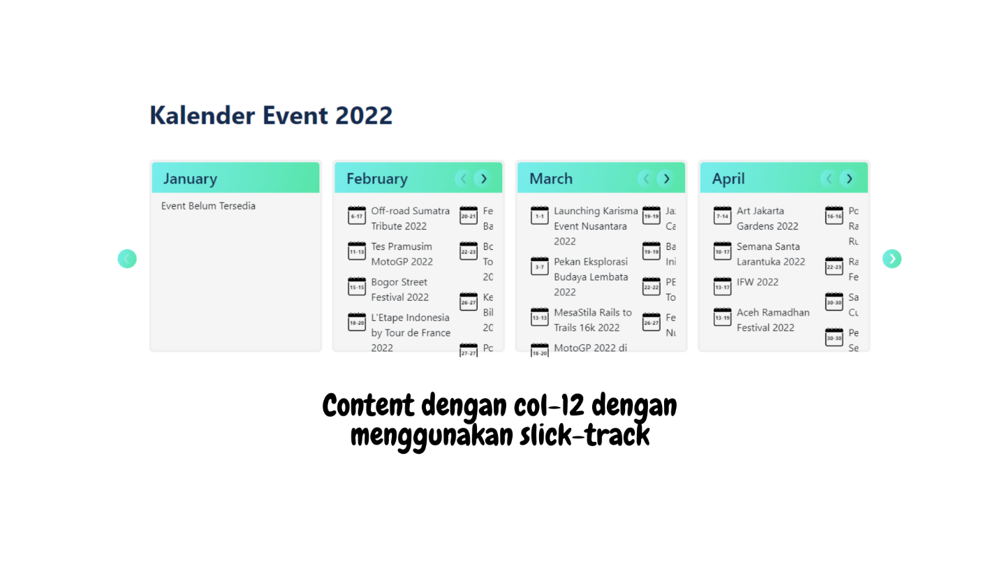 Kalender Event 2022
January
Event Belum Tersedia
February
6-17
Off-road Sumatra
Tribute 2022
11-13
Tes Pramusim
MotoGP 2022
15-15
Bogor Street
Festival 2022
18-20
L'Etape Indonesia
by Tour de France
2022
20-21
Fe
Ba
22-23
Bc
To
20
26-27
Ke
Bil
20
27-27
Po
March
1-1
Launching Karisma
Event Nusantara
2022
3-7
Pekan Eksplorasi
Budaya Lembata
2022
13-13
MesaStila Rails to
Trails 16k 2022
18-20
MotoGP 2022 di
19-19
Ja
Ca
19-19
Ba
Ini
22-22
PE
To
26-27
Fe
Nu
April
7-14
Art Jakarta
Gardens 2022
10-17
Semana Santa
Larantuka 2022
13-17
IFW 2022
13-19
Aceh Ramadhan
Festival 2022
16-16
Po
Ra
Ru
22-23
Ra
Fe
30-30
Sa
Cu
30-30
Pe
Se
Content dengan col-12 dengan
menggunakan slick-track